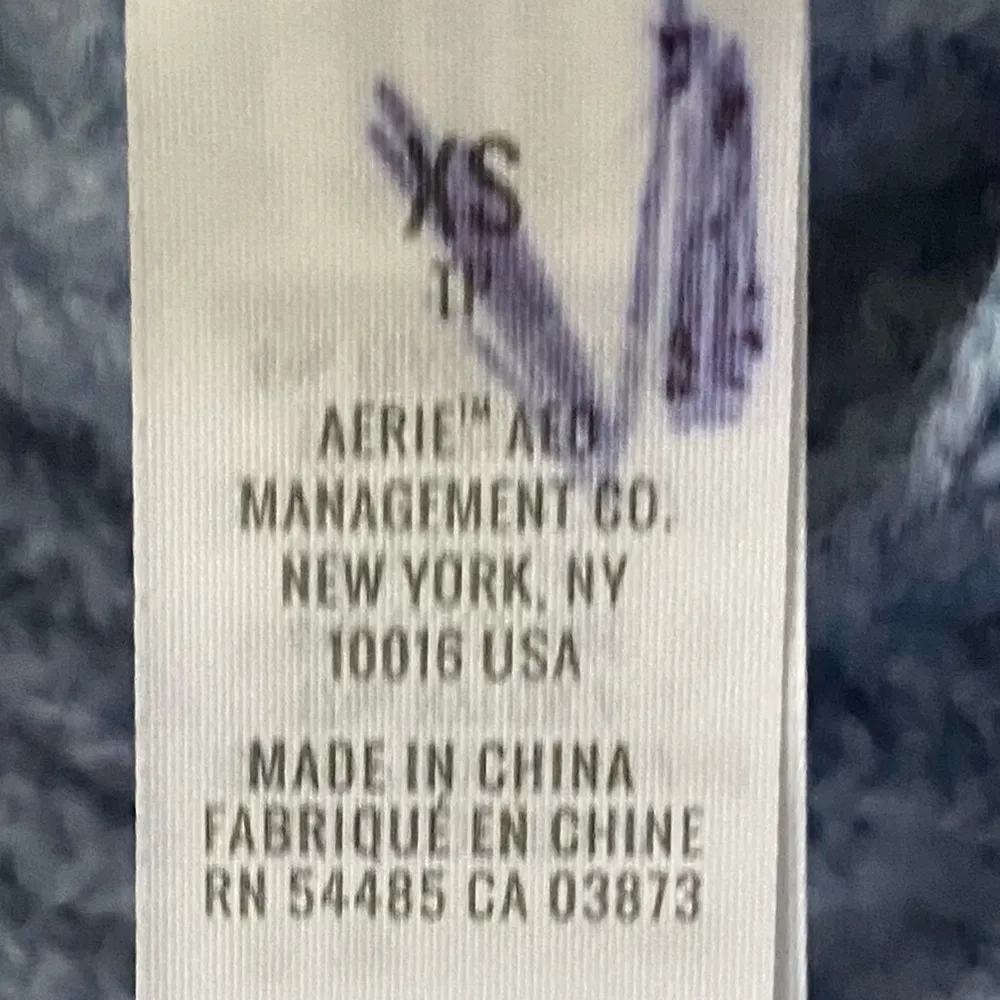 XS
TP
AERIE™ AEO
MANAGEMENT CO.
NEW YORK, NY
10016 USA
MADE IN CHINA
FABRIQUÉ EN CHINE
RN 54485 CA 03873